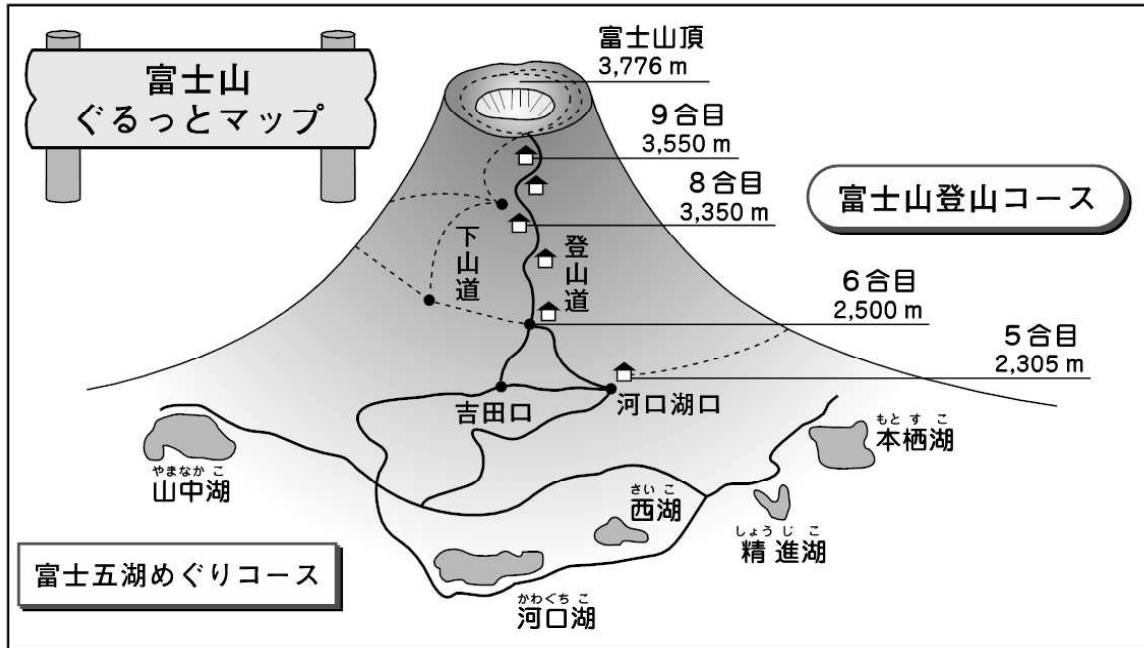 富士山
ぐるっとマップ
富士山頂
3,776 m
9合目
3,550 m
8合目
3,350 m
富士山登山コース
下山道
登山道
6合目
2,500 m
5合目
2,305 m
吉田口
河口湖口
もとすこ
本栖湖
やまなかこ
山中湖
さいこ
西湖
しょうじこ
精進湖
富士五湖めぐりコース
かわぐちこ
河口湖